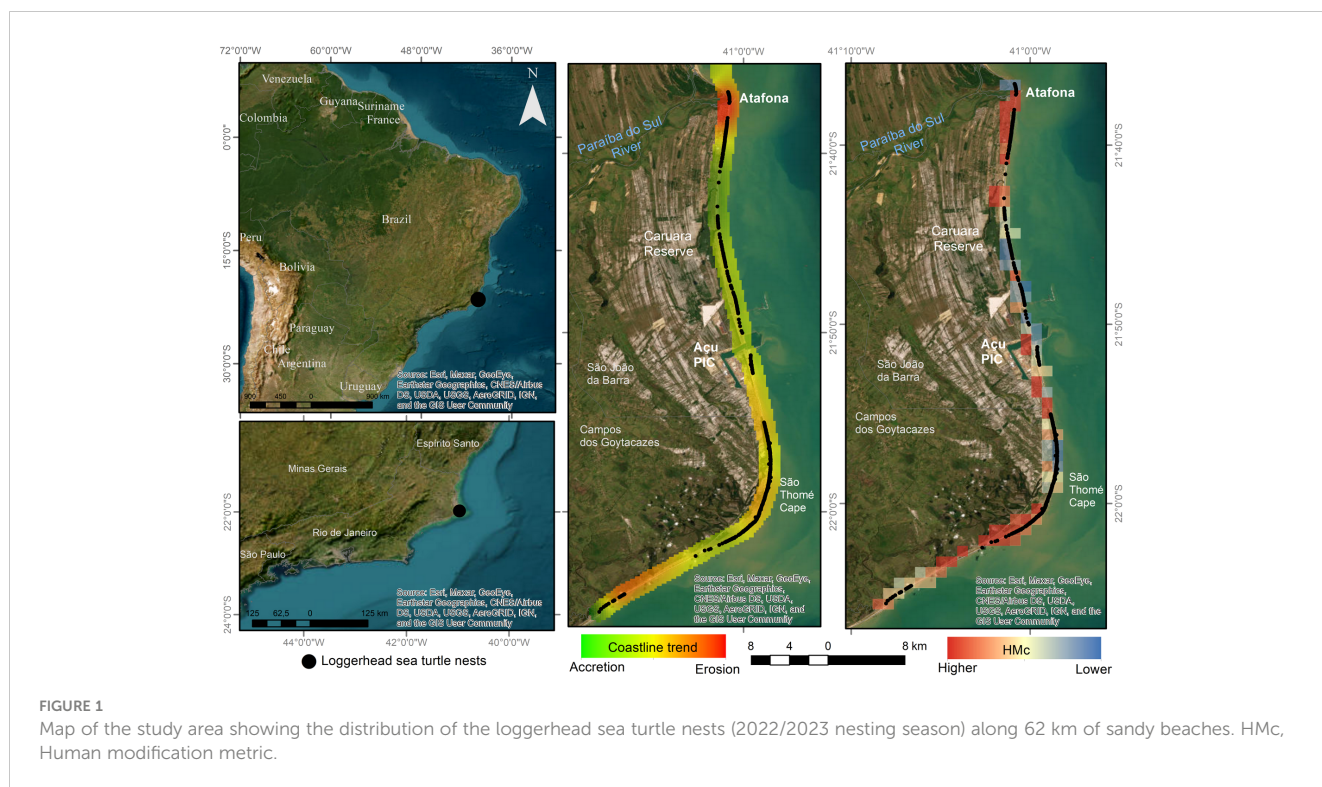 72°0'0"W
60°0'0"W
48°0'0"W
36°0'0"W
N
Venezuela
Guyana
Suriname
France
Colombia
Brazil
Peru
Bolivia
Paraguay
Chile
Argentina
Uruguay
0°0'0"
15°0'0"S
30°0'0"S
900 450 0 900 km
Source: Esri, Maxar, GeoEye,
Earthstar Geographics, CNES/Airbus
DS, USDA, USGS, AeroGRID, IGN,
and the GIS User Community
Espírito Santo
Minas Gerais
Rio de Janeiro
São Paulo
22°0'0"S
24°0'0"S
125 62,5 0 125 km
Source: Esri, Maxar, GeoEye,
Earthstar Geographics, CNES/Airbus
DS, USDA, USGS, AeroGRID, IGN,
and the GIS User Community
44°0'0"W
42°0'0"W
40°0'0"W
Loggerhead sea turtle nests
41°0'0"W
Atafona
Paraíba do Sul
River
Caruara
Reserve
Açu
PIC
São João
da Barra
Campos
dos Goytacazes
São
Thomé
Cape
21°40'0"S
21°50'0"S
22°0'0"S
Source: Esri, Maxar, GeoEye,
Earthstar Geographics,
CNES/Airbus DS, USDA,
USGS, AeroGRID, IGN, and
the GIS User Community
Coastline trend
Accretion
Erosion
8 4 0 8 km
41°10'0"W
41°0'0"W
Atafona
Paraíba do Sul
River
Caruara
Reserve
Açu
PIC
São João
da Barra
Campos
dos Goytacazes
São
Thomé
Cape
21°40'0"S
21°50'0"S
22°0'0"S
Source: Esri, Maxar, GeoEye,
Earthstar Geographics,
CNES/Airbus DS, USDA,
USGS, AeroGRID, IGN, and the
GIS User Community
HMc
Higher
Lower
FIGURE 1
Map of the study area showing the distribution of the loggerhead sea turtle nests (2022/2023 nesting season) along 62 km of sandy beaches. HMc,
Human modification metric.